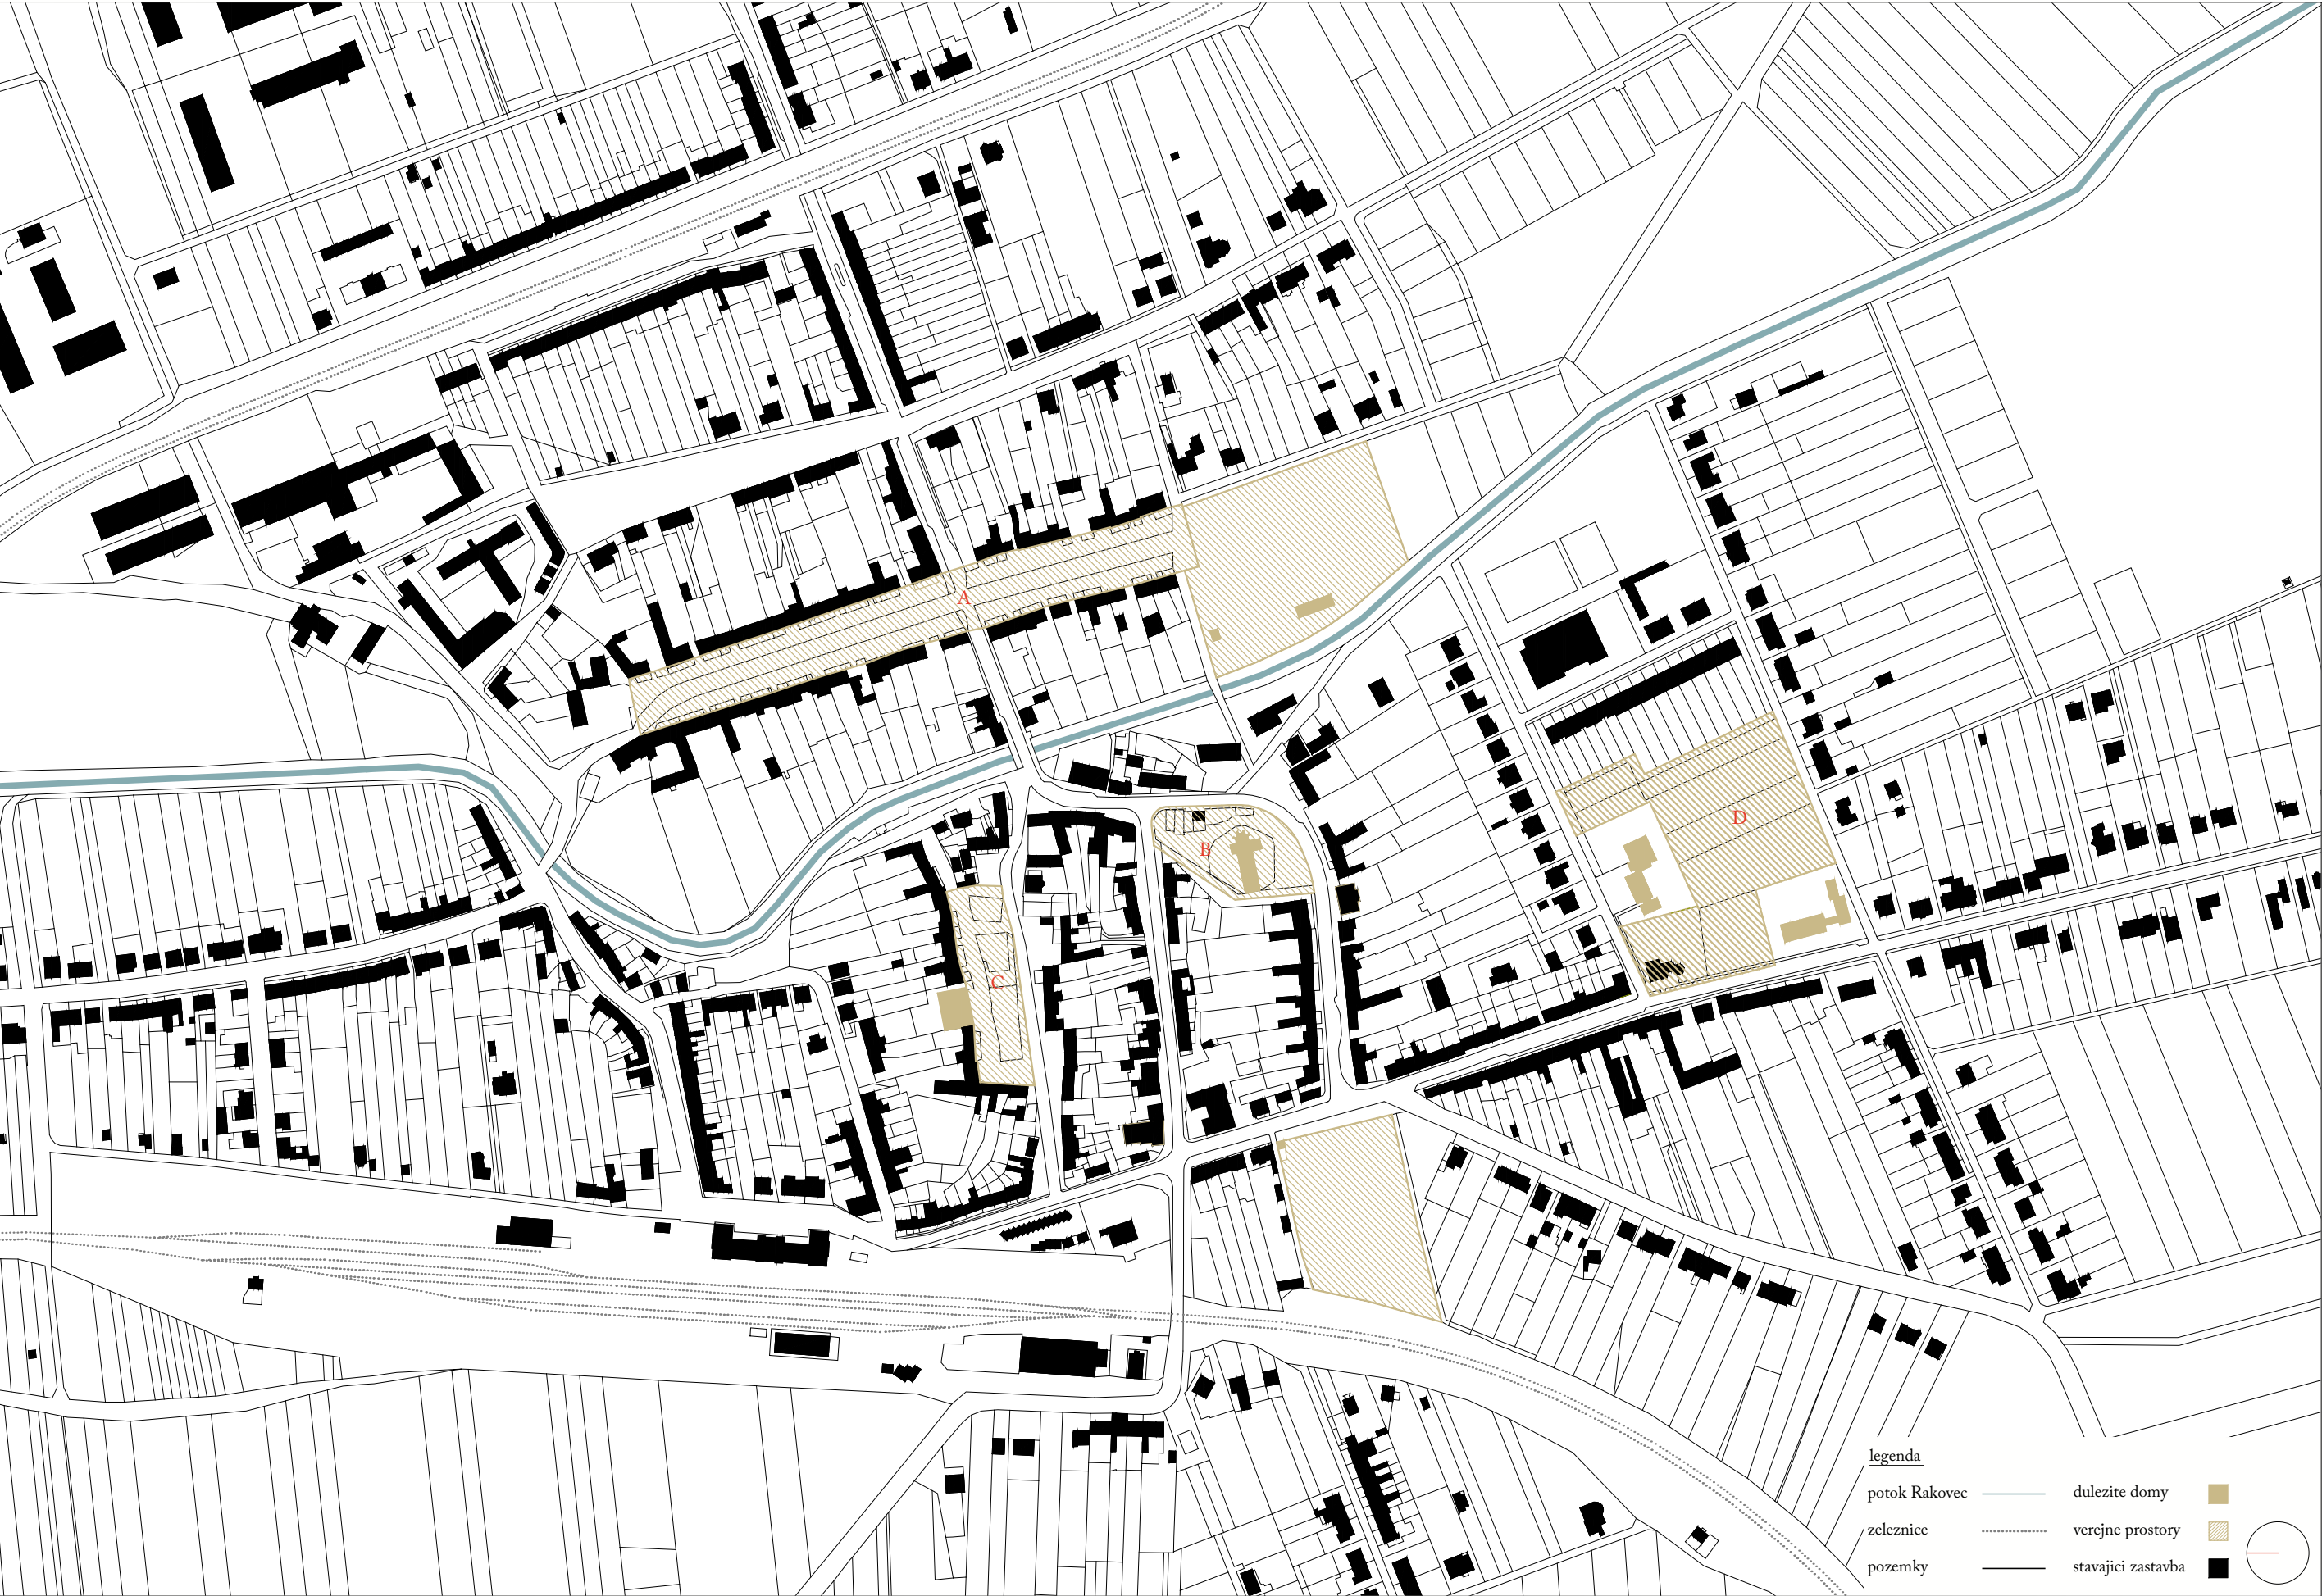 A
B
C
D
legenda
potok Rakovec
dulezite domy
zeleznice
verejne prostory
pozemky
stavajici zastavba